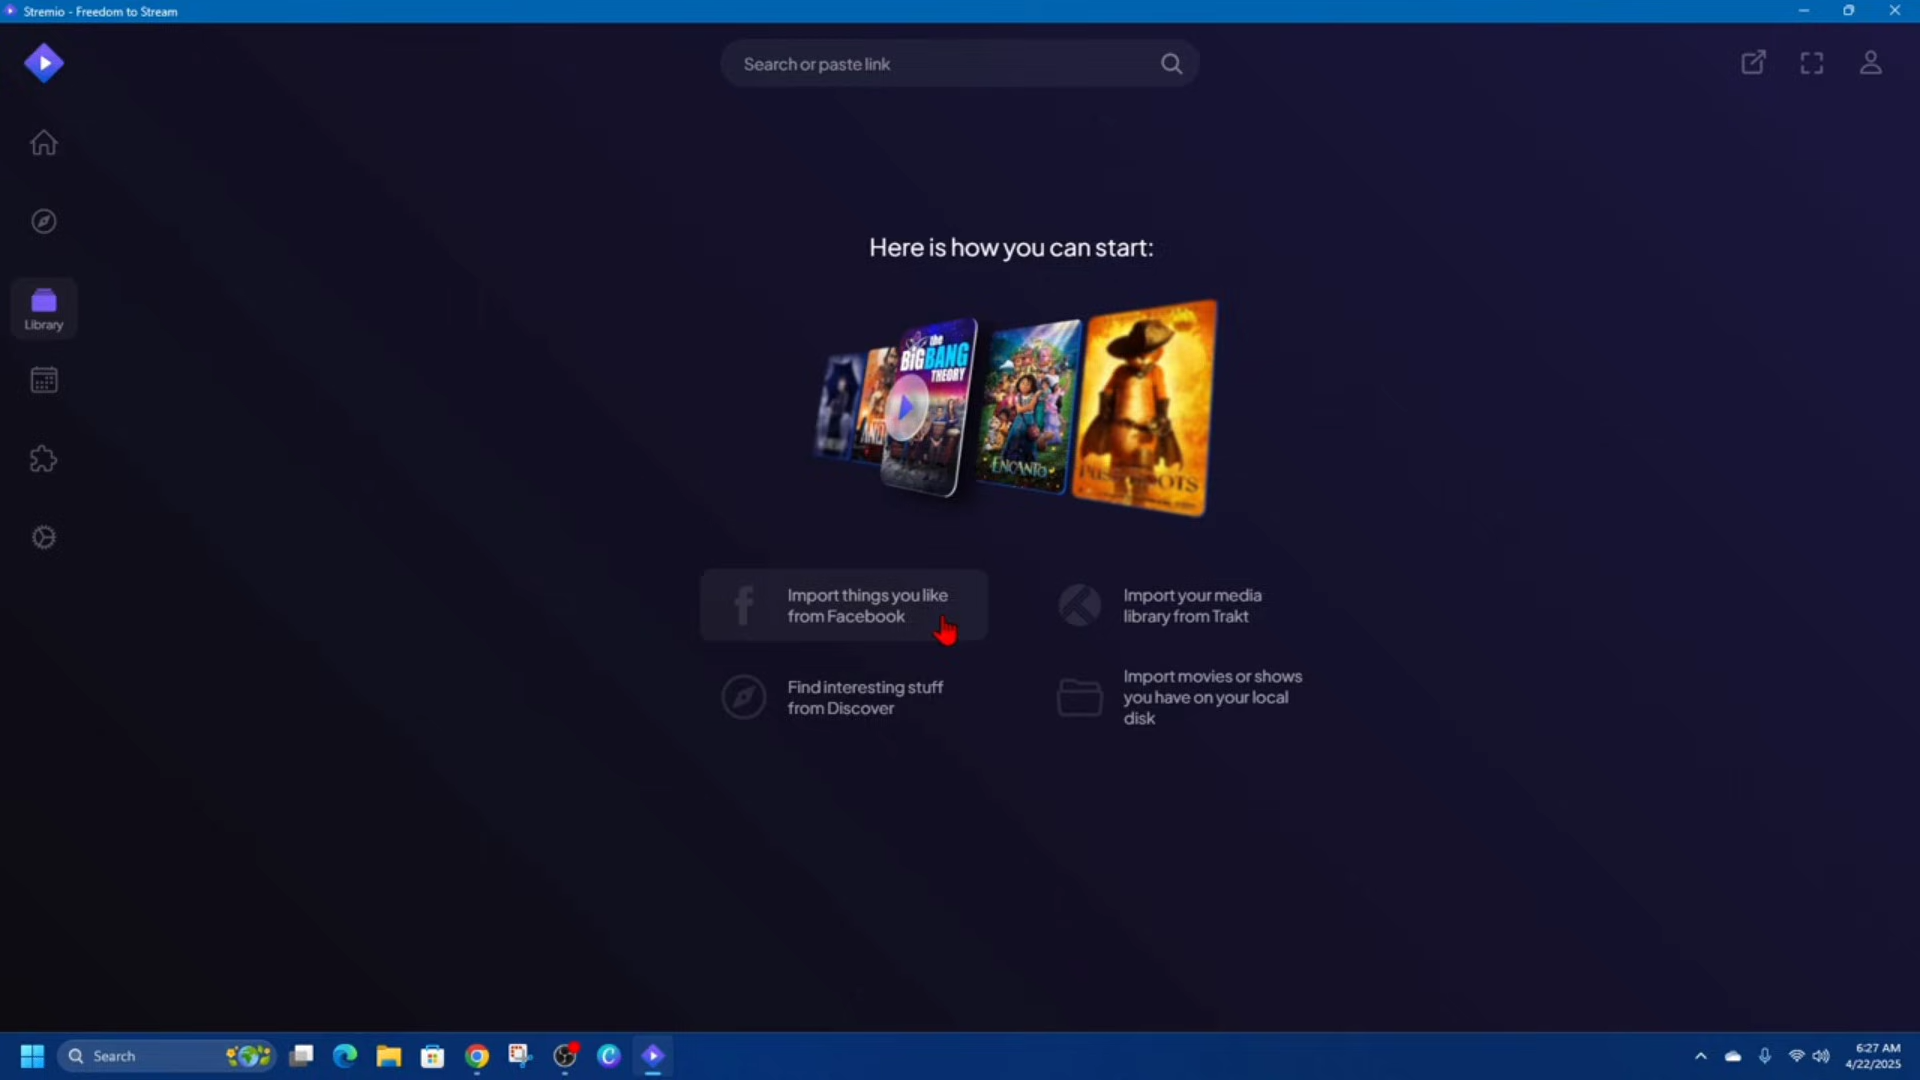 Stremio - Freedom to Stream
Search or paste link
Library
Here is how you can start:
the
BIGBANG
THEORY
ENCANTO
Import things you like
from Facebook
Import your media
library from Trakt
Find interesting stuff
from Discover
Import movies or shows
you have on your local
disk
Search
6:27 AM
4/22/2025